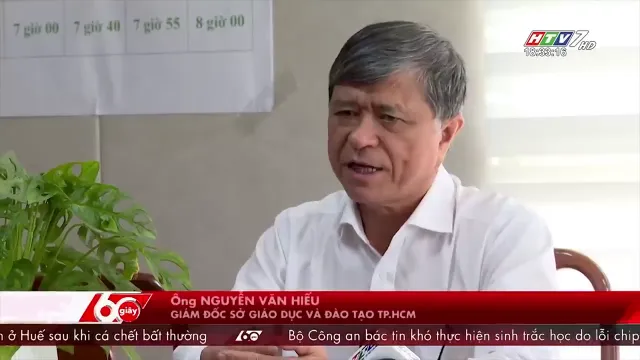 7 giờ 00 7 giờ 40 7 giờ 55 8 giờ 00
HTV7 HD
18:33:16
60 giây
Ông NGUYỄN VĂN HIẾU
GIÁM ĐỐC SỞ GIÁO DỤC VÀ ĐÀO TẠO TP.HCM
n ở Huế sau khi cá chết bất thường 60 Bộ Công an bác tin khó thực hiện sinh trắc học do lỗi chip